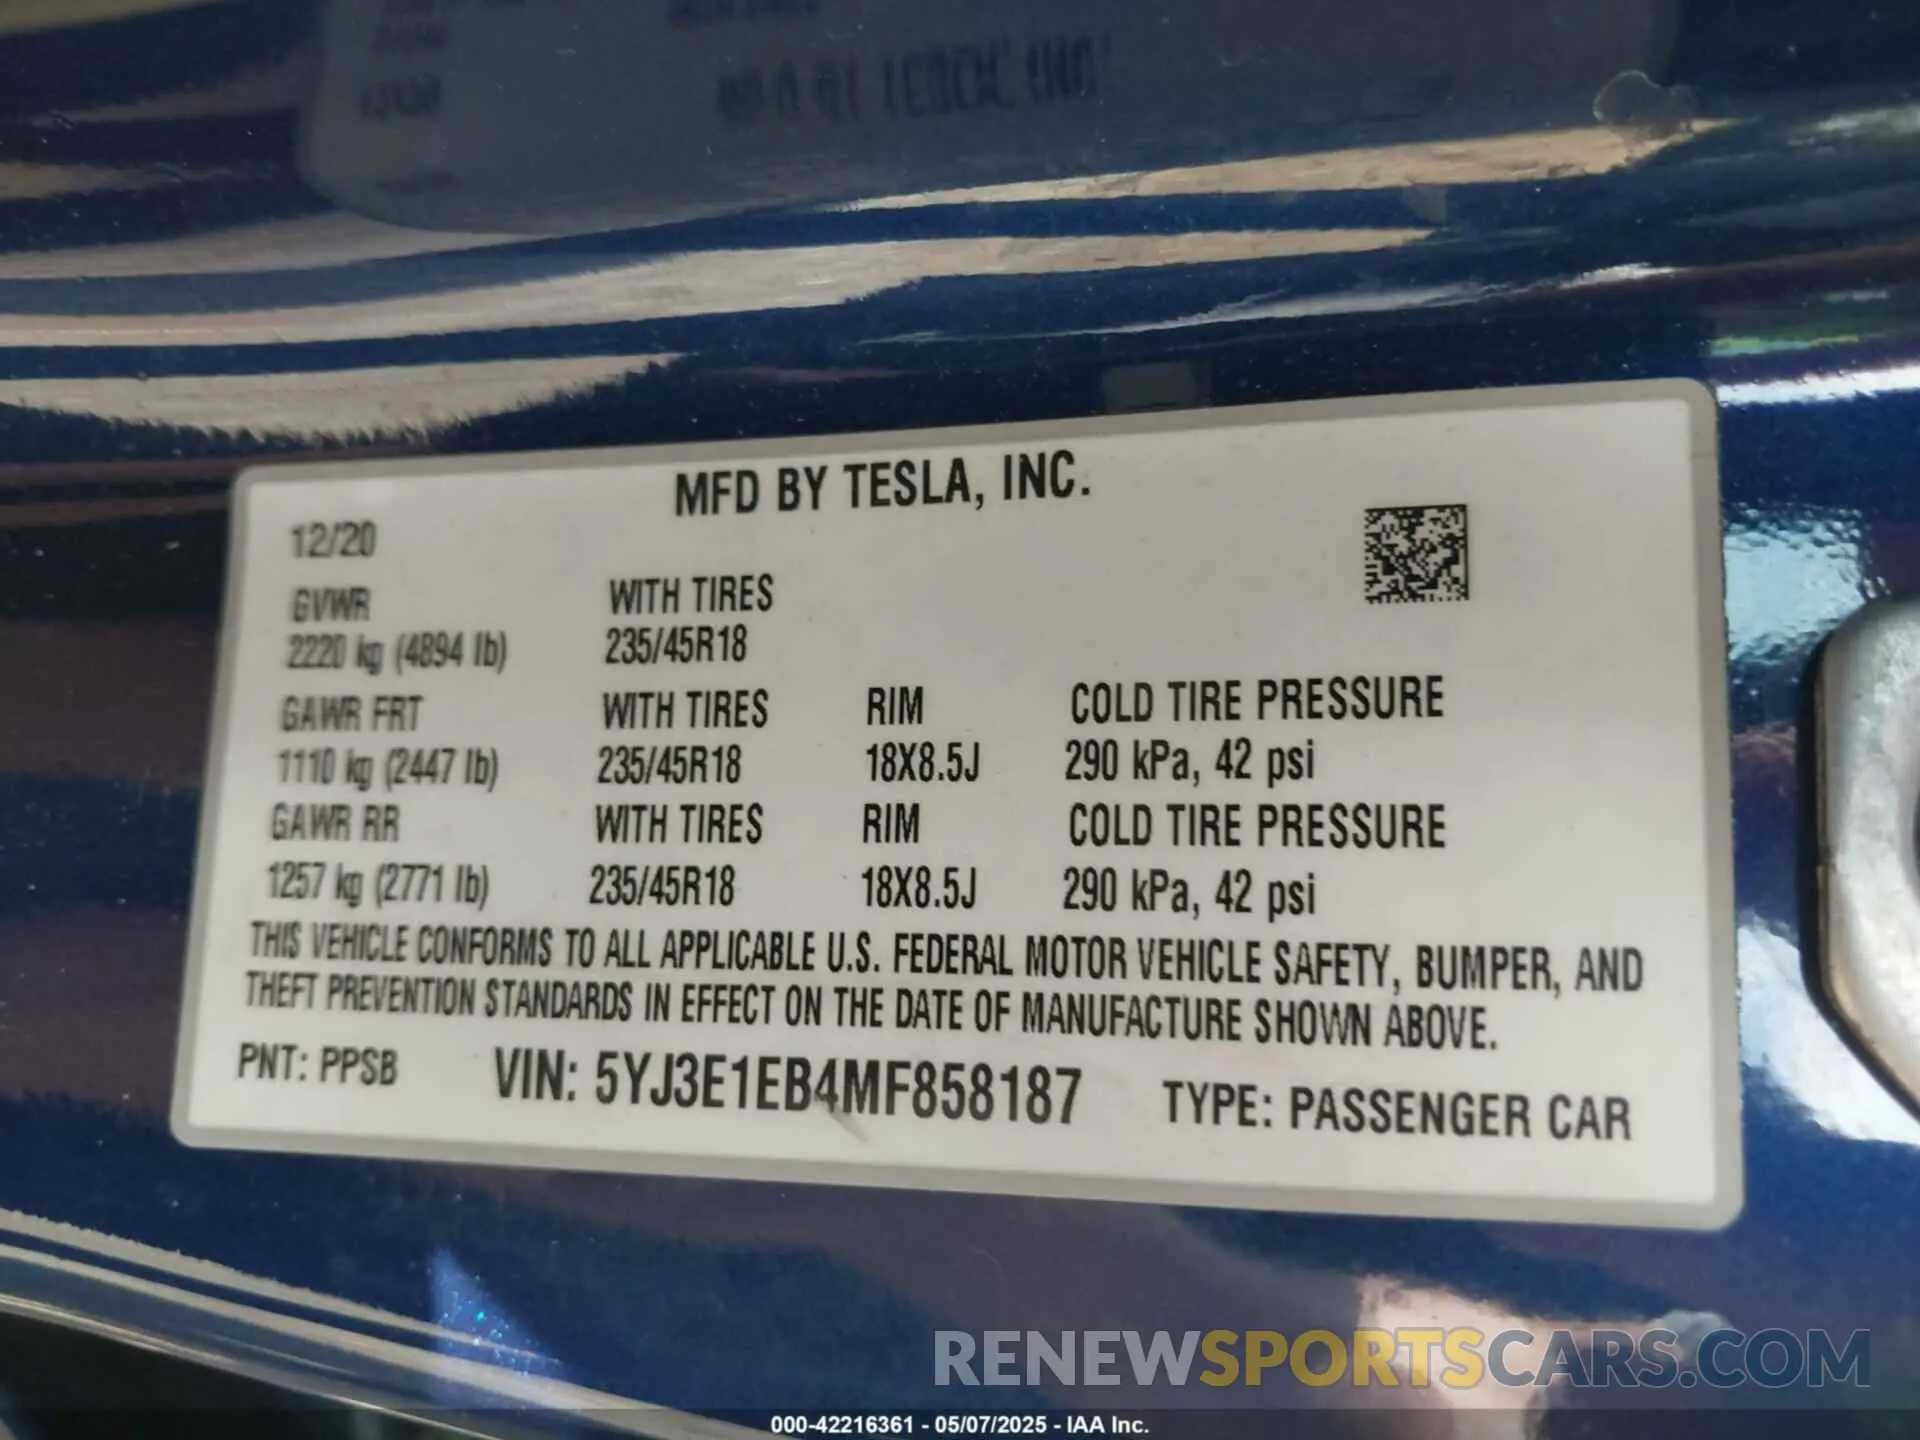 MFD BY TESLA, INC.
12/20
GVWR WITH TIRES
2220 kg (4894 lb) 235/45R18
GAWR FRT WITH TIRES RIM COLD TIRE PRESSURE
1110 kg (2447 lb) 235/45R18 18X8.5J 290 kPa, 42 psi
GAWR RR WITH TIRES RIM COLD TIRE PRESSURE
1257 kg (2771 lb) 235/45R18 18X8.5J 290 kPa, 42 psi
THIS VEHICLE CONFORMS TO ALL APPLICABLE U.S. FEDERAL MOTOR VEHICLE SAFETY, BUMPER, AND
THEFT PREVENTION STANDARDS IN EFFECT ON THE DATE OF MANUFACTURE SHOWN ABOVE.
PNT: PPSB VIN: 5YJ3E1EB4MF858187 TYPE: PASSENGER CAR
RENEWSPORTSCARS.COM
000-42216361 - 05/07/2025 - IAA Inc.